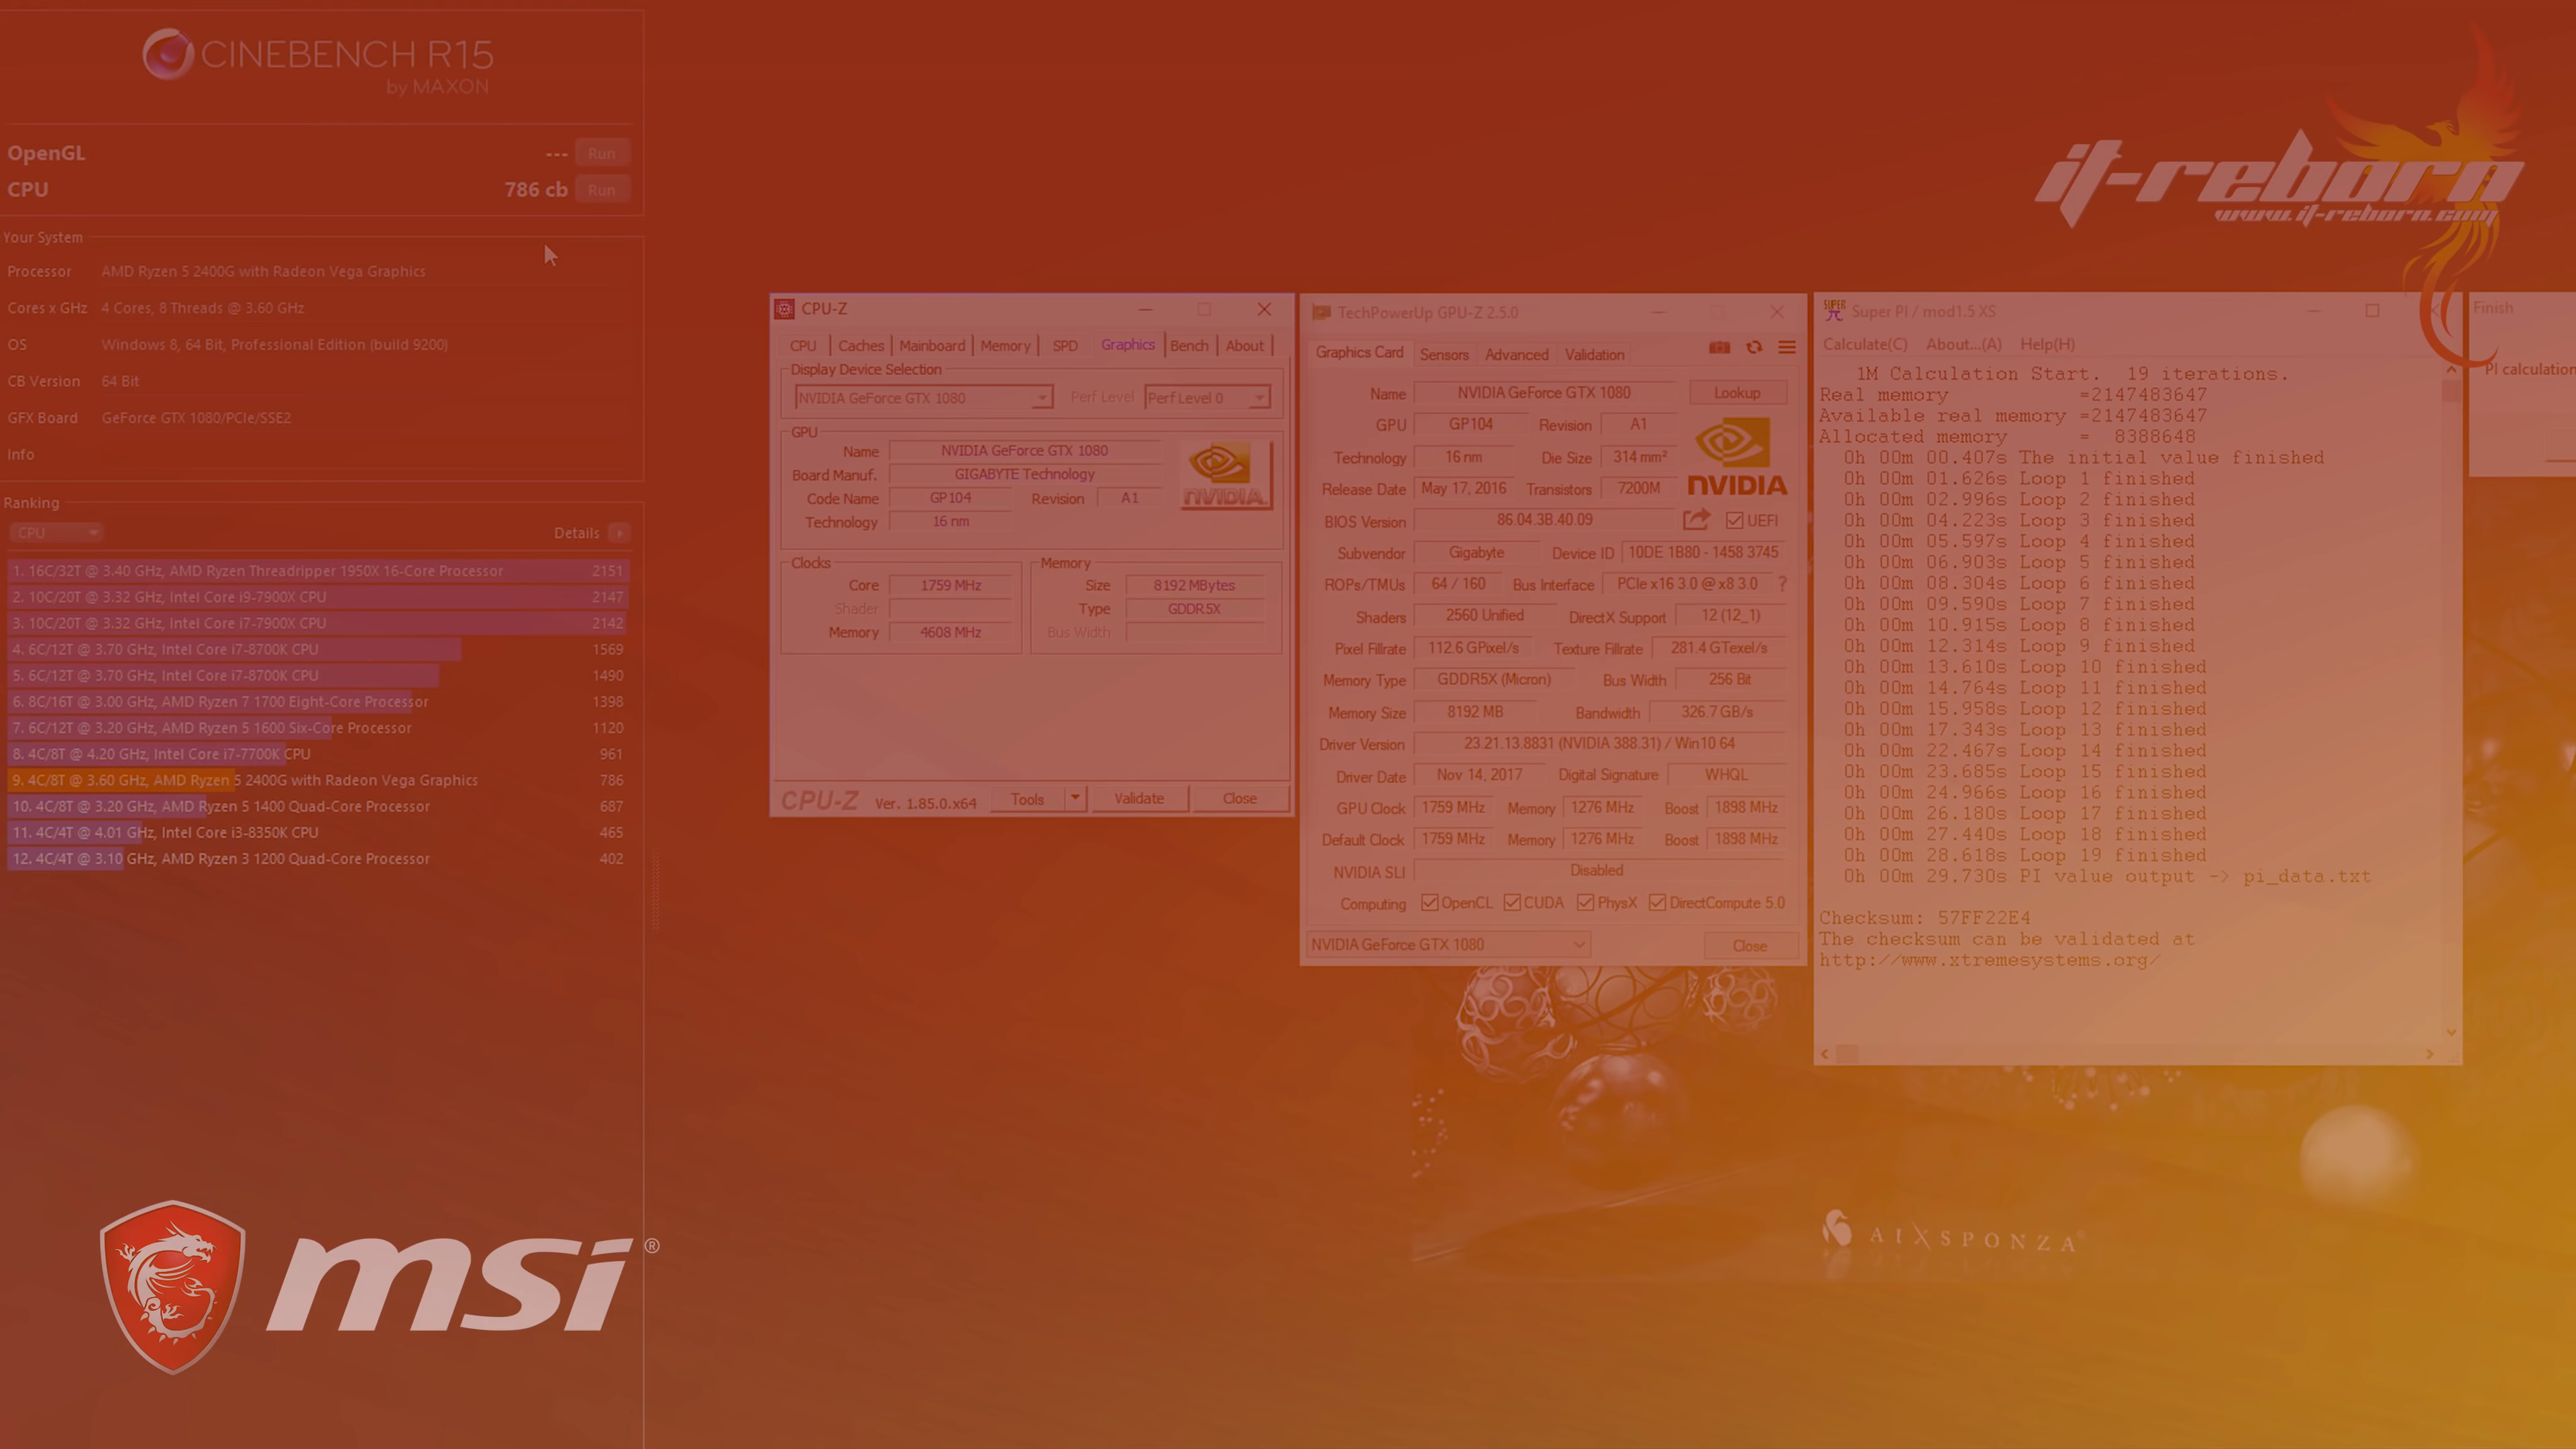 CINEBENCH R15
by MAXON
OpenGL --- Run
CPU 786 cb Run
Your System
Processor AMD Ryzen 5 2400G with Radeon Vega Graphics
Cores x GHz 4 Cores, 8 Threads @ 3.60 GHz
OS Windows 8, 64 Bit, Professional Edition (build 9200)
CB Version 64 Bit
GFX Board GeForce GTX 1080/PCIe/SSE2
Info
Ranking
CPU Details
1. 16C/32T @ 3.40 GHz, AMD Ryzen Threadripper 1950X 16-Core Processor 2151
2. 10C/20T @ 3.32 GHz, Intel Core i9-7900X CPU 2147
3. 10C/20T @ 3.32 GHz, Intel Core i7-7900X CPU 2142
4. 6C/12T @ 3.70 GHz, Intel Core i7-8700K CPU 1569
5. 6C/12T @ 3.70 GHz, Intel Core i7-8700K CPU 1490
6. 8C/16T @ 3.00 GHz, AMD Ryzen 7 1700 Eight-Core Processor 1398
7. 6C/12T @ 3.20 GHz, AMD Ryzen 5 1600 Six-Core Processor 1120
8. 4C/8T @ 4.20 GHz, Intel Core i7-7700K CPU 961
9. 4C/8T @ 3.60 GHz, AMD Ryzen 5 2400G with Radeon Vega Graphics 786
10. 4C/8T @ 3.20 GHz, AMD Ryzen 5 1400 Quad-Core Processor 687
11. 4C/4T @ 4.01 GHz, Intel Core i3-8350K CPU 465
12. 4C/4T @ 3.10 GHz, AMD Ryzen 3 1200 Quad-Core Processor 402
msi®
CPU-Z
CPU Caches Mainboard Memory SPD Graphics Bench About
Display Device Selection
NVIDIA GeForce GTX 1080 Perf Level Perf Level 0
GPU
Name NVIDIA GeForce GTX 1080
Board Manuf. GIGABYTE Technology
Code Name GP104 Revision A1
Technology 16 nm
NVIDIA.
Clocks
Core 1759 MHz
Shader
Memory 4608 MHz
Memory
Size 8192 MBytes
Type GDDR5X
Bus Width
CPU-Z Ver. 1.85.0.x64 Tools Validate Close
TechPowerUp GPU-Z 2.5.0
Graphics Card Sensors Advanced Validation
Name NVIDIA GeForce GTX 1080 Lookup
GPU GP104 Revision A1
Technology 16 nm Die Size 314 mm²
Release Date May 17, 2016 Transistors 7200M
NVIDIA
BIOS Version 86.04.3B.40.09 UEFI
Subvendor Gigabyte Device ID 10DE 1B80 - 1458 3745
ROPs/TMUs 64 / 160 Bus Interface PCIe x16 3.0 @ x8 3.0 ?
Shaders 2560 Unified DirectX Support 12 (12_1)
Pixel Fillrate 112.6 GPixel/s Texture Fillrate 281.4 GTexel/s
Memory Type GDDR5X (Micron) Bus Width 256 Bit
Memory Size 8192 MB Bandwidth 326.7 GB/s
Driver Version 23.21.13.8831 (NVIDIA 388.31) / Win10 64
Driver Date Nov 14, 2017 Digital Signature WHQL
GPU Clock 1759 MHz Memory 1276 MHz Boost 1898 MHz
Default Clock 1759 MHz Memory 1276 MHz Boost 1898 MHz
NVIDIA SLI Disabled
Computing OpenCL CUDA PhysX DirectCompute 5.0
NVIDIA GeForce GTX 1080 Close
it-reborn
www.it-reborn.com
Super PI / mod1.5 XS
Calculate(C) About...(A) Help(H)
1M Calculation Start. 19 iterations.
Real memory =2147483647
Available real memory =2147483647
Allocated memory = 8388648
0h 00m 00.407s The initial value finished
0h 00m 01.626s Loop 1 finished
0h 00m 02.996s Loop 2 finished
0h 00m 04.223s Loop 3 finished
0h 00m 05.597s Loop 4 finished
0h 00m 06.903s Loop 5 finished
0h 00m 08.304s Loop 6 finished
0h 00m 09.590s Loop 7 finished
0h 00m 10.915s Loop 8 finished
0h 00m 12.314s Loop 9 finished
0h 00m 13.610s Loop 10 finished
0h 00m 14.764s Loop 11 finished
0h 00m 15.958s Loop 12 finished
0h 00m 17.343s Loop 13 finished
0h 00m 22.467s Loop 14 finished
0h 00m 23.685s Loop 15 finished
0h 00m 24.966s Loop 16 finished
0h 00m 26.180s Loop 17 finished
0h 00m 27.440s Loop 18 finished
0h 00m 28.618s Loop 19 finished
0h 00m 29.730s PI value output -> pi_data.txt
Checksum: 57FF22E4
The checksum can be validated at
http://www.xtremesystems.org/
Finish
PI calculation
AIXSPONZA